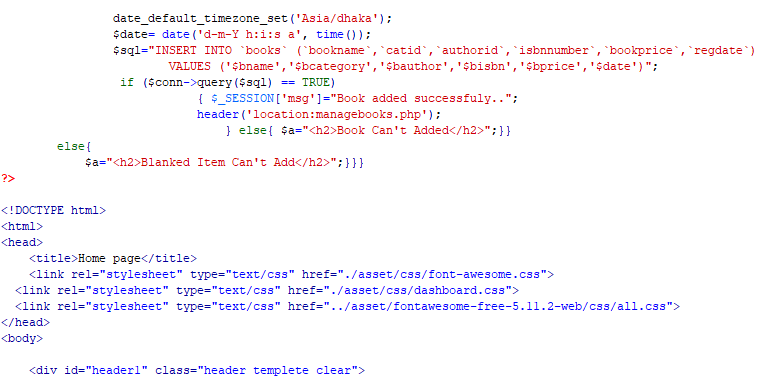 date_default_timezone_set('Asia/dhaka');
$date= date('d-m-Y h:i:s a', time());
$sql="INSERT INTO `books` (`bookname`,`catid`,`authorid`,`isbnnumber`,`bookprice`,`regdate`)
VALUES ('$bname','$bcategory','$bauthor','$bisbn','$bprice','$date')";
if ($conn->query($sql) == TRUE)
{ $_SESSION['msg']="Book added successfuly..";
header('location:managebooks.php');
} else{ $a="<h2>Book Can't Added</h2>";}}
else{
$a="<h2>Blanked Item Can't Add</h2>";}}}
?>
<!DOCTYPE html>
<html>
<head>
<title>Home page</title>
<link rel="stylesheet" type="text/css" href="./asset/css/font-awesome.css">
<link rel="stylesheet" type="text/css" href="./asset/css/dashboard.css">
<link rel="stylesheet" type="text/css" href="../asset/fontawesome-free-5.11.2-web/css/all.css">
</head>
<body>
<div id="header1" class="header templete clear">